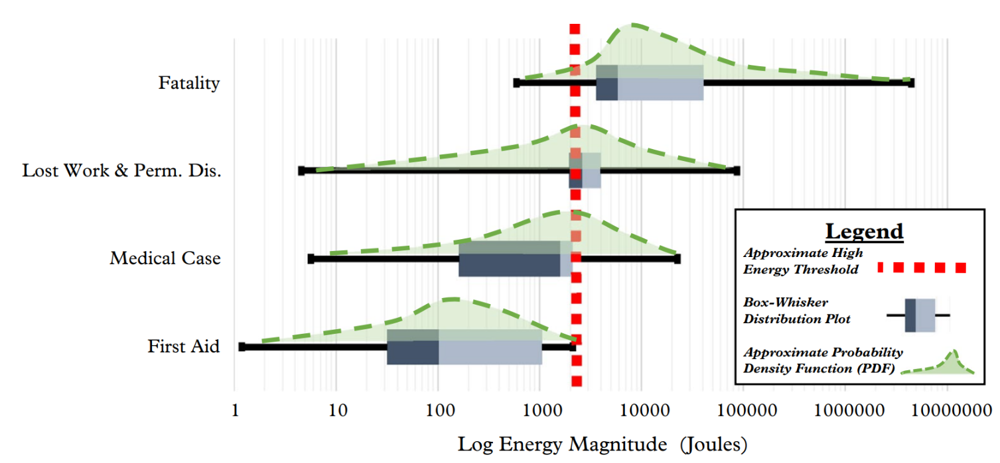 Fatality
Lost Work & Perm. Dis.
Medical Case
First Aid
1 10 100 1000 10000 100000 1000000 10000000
Log Energy Magnitude (Joules)
Legend
Approximate High
Energy Threshold
Box-Whisker
Distribution Plot
Approximate Probability
Density Function (PDF)